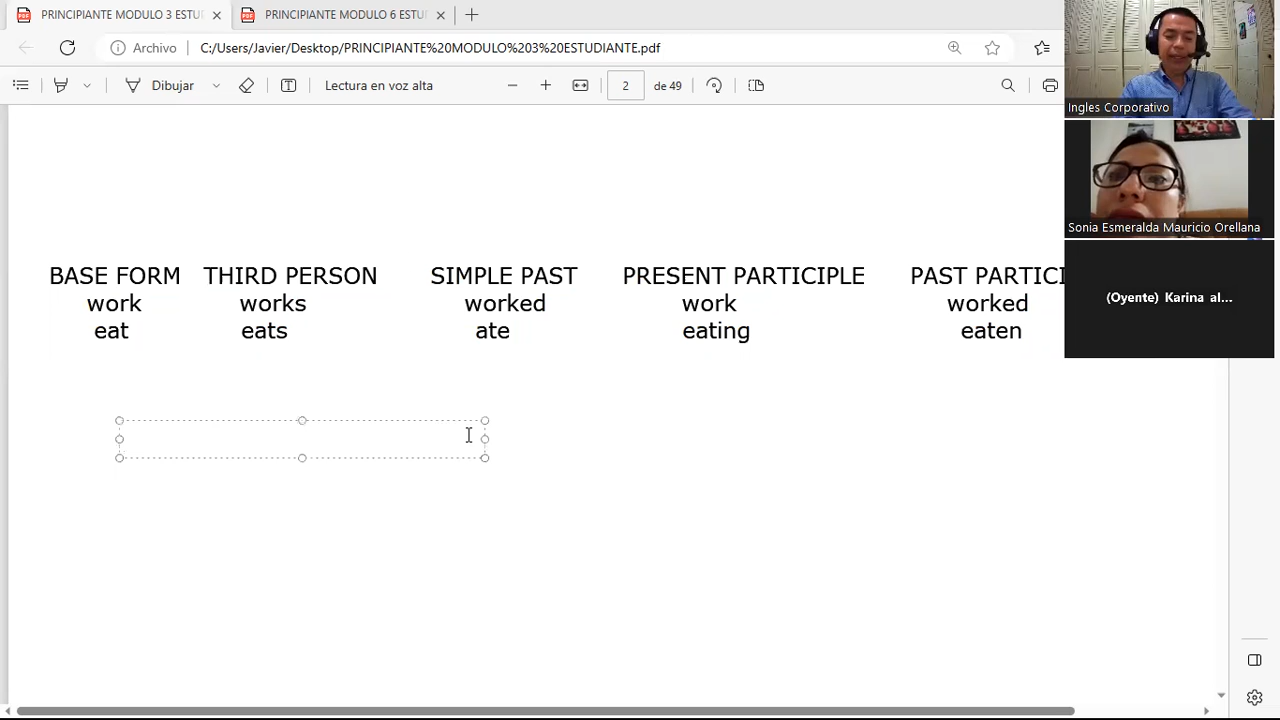 PRINCIPIANTE MODULO 3 ESTU
PRINCIPIANTE MODULO 6 ESTU
Archivo
C:/Users/Javier/Desktop/PRINCIPIANTE%20MODULO%203%20ESTUDIANTE.pdf
Dibujar
Lectura en voz alta
2
de 49
Ingles Corporativo
Sonia Esmeralda Mauricio Orellana
(Oyente) Karina al...
BASE FORM THIRD PERSON SIMPLE PAST PRESENT PARTICIPLE PAST PARTICI
work works worked work worked
eat eats ate eating eaten